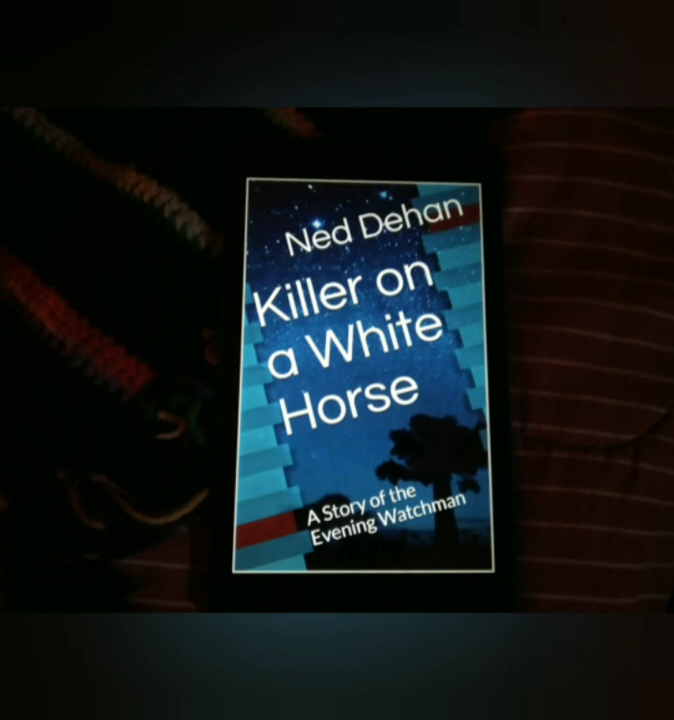 Ned Dehan
Killer on
a White
Horse
A Story of the
Evening Watchman